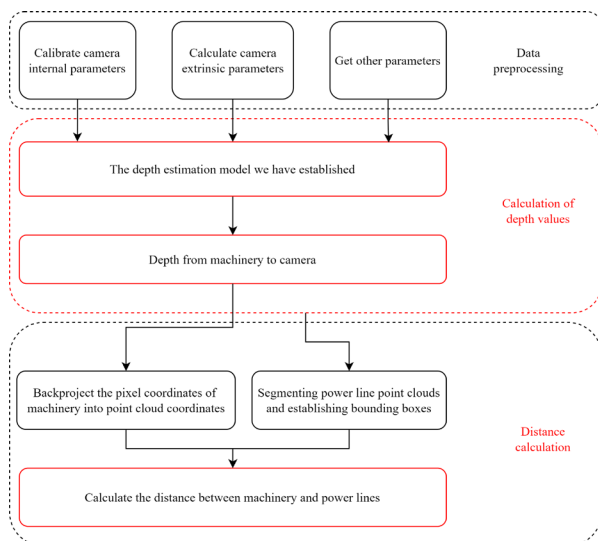 Calibrate camera
internal parameters
Calculate camera
extrinsic parameters
Get other parameters
Data
preprocessing
The depth estimation model we have established
Calculation of
depth values
Depth from machinery to camera
Backproject the pixel coordinates of
machinery into point cloud coordinates
Segmenting power line point clouds
and establishing bounding boxes
Distance
calculation
Calculate the distance between machinery and power lines